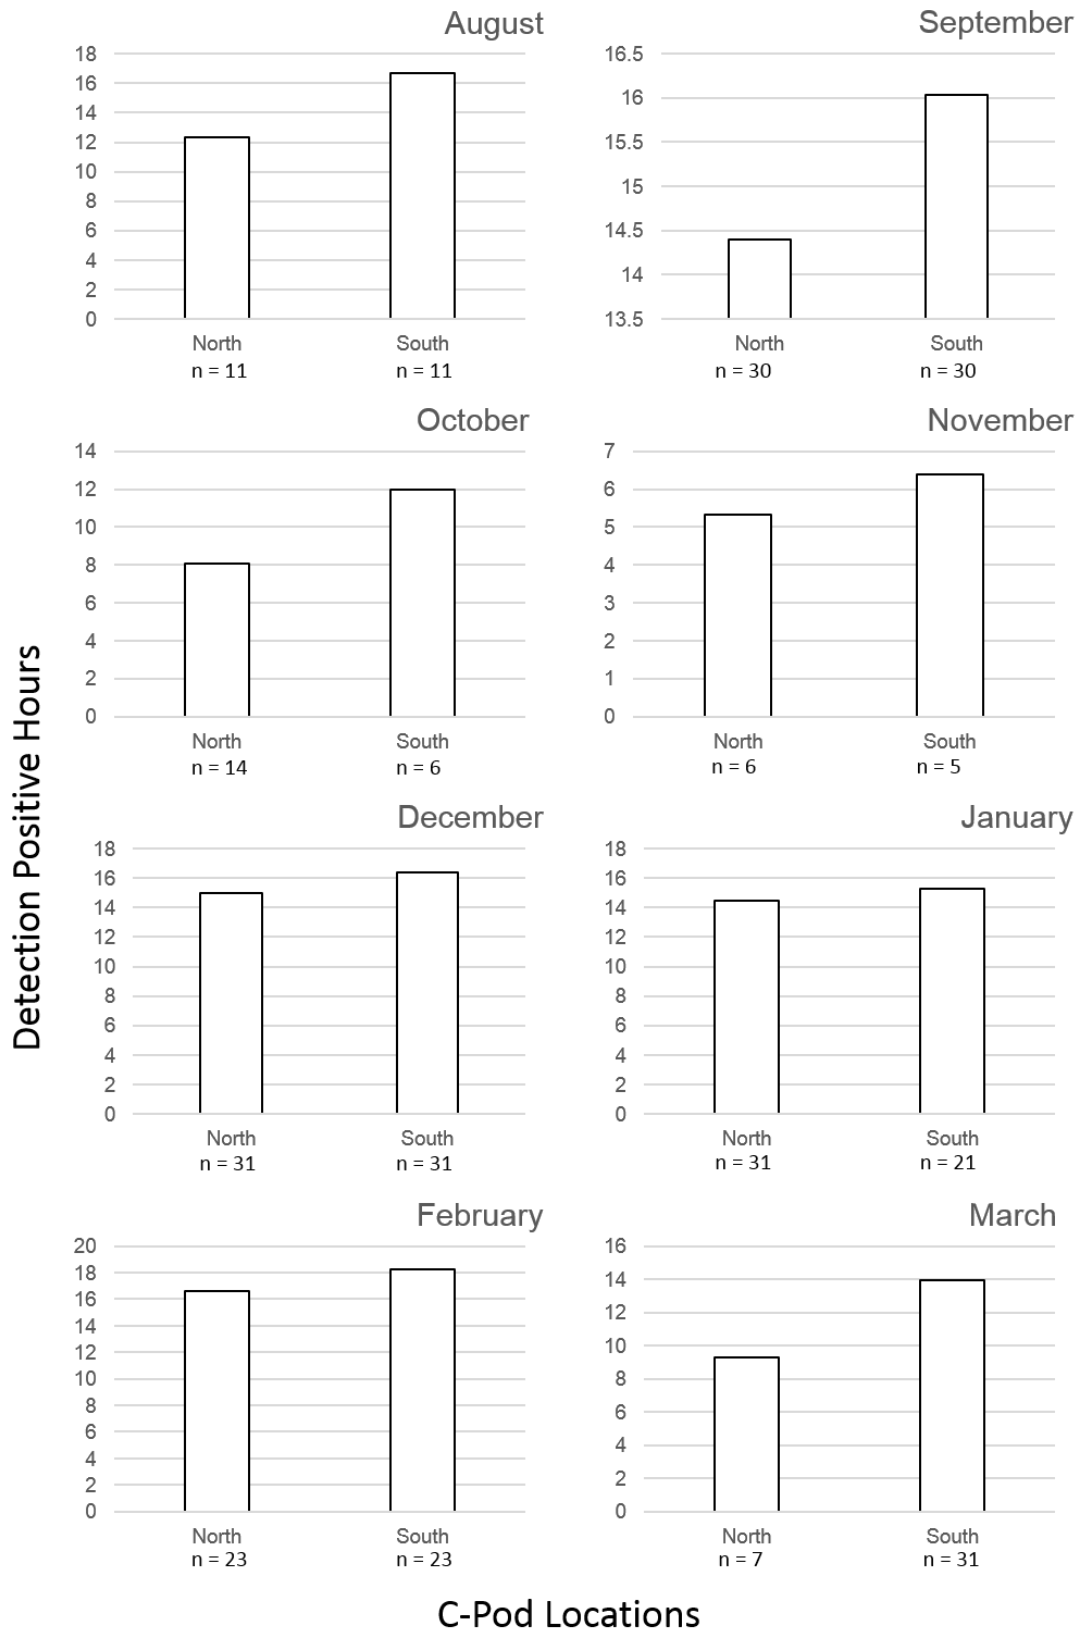 August
18
16
14
12
10
8
6
4
2
0
North South
n = 11 n = 11
September
16.5
16
15.5
15
14.5
14
13.5
North South
n = 30 n = 30
October
14
12
10
8
6
4
2
0
North South
n = 14 n = 6
November
7
6
5
4
3
2
1
0
North South
n = 6 n = 5
Detection Positive Hours
December
18
16
14
12
10
8
6
4
2
0
North South
n = 31 n = 31
January
18
16
14
12
10
8
6
4
2
0
North South
n = 31 n = 21
February
20
18
16
14
12
10
8
6
4
2
0
North South
n = 23 n = 23
March
16
14
12
10
8
6
4
2
0
North South
n = 7 n = 31
C-Pod Locations